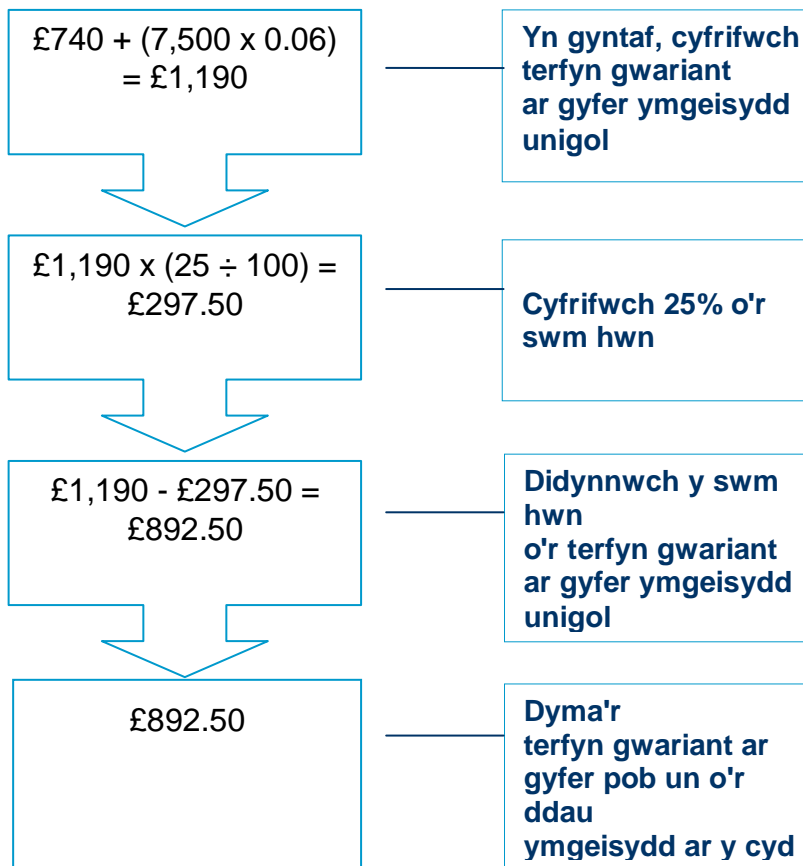 £740 + (7,500 x 0.06)
= £1,190
Yn gyntaf, cyfrifwch
terfyn gwariant
ar gyfer ymgeisydd
unigol
£1,190 x (25 ÷ 100) =
£297.50
Cyfrifwch 25% o'r
swm hwn
£1,190 - £297.50 =
£892.50
Didynnwch y swm
hwn
o'r terfyn gwariant
ar gyfer ymgeisydd
unigol
£892.50
Dyma'r
terfyn gwariant ar
gyfer pob un o'r
ddau
ymgeisydd ar y cyd